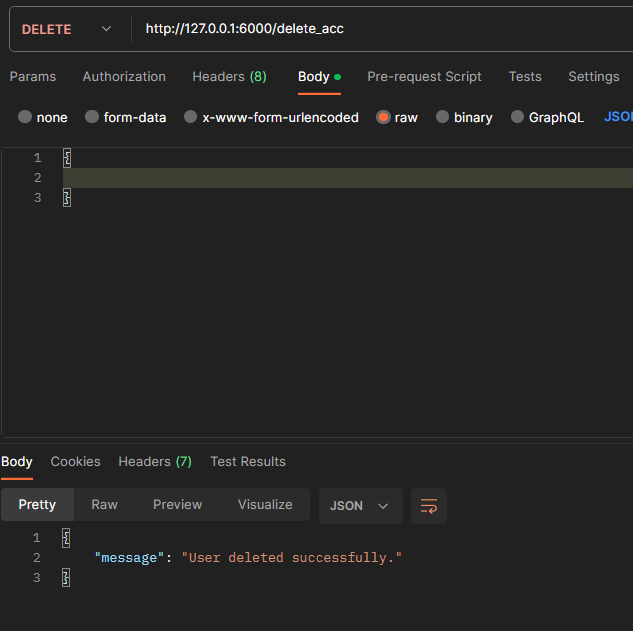 DELETE http://127.0.0.1:6000/delete_acc
Params Authorization Headers (8) Body Pre-request Script Tests Settings
none form-data x-www-form-urlencoded raw binary GraphQL JSO
1 {
2
3 }
Body Cookies Headers (7) Test Results
Pretty Raw Preview Visualize JSON
1 {
2 "message": "User deleted successfully."
3 }